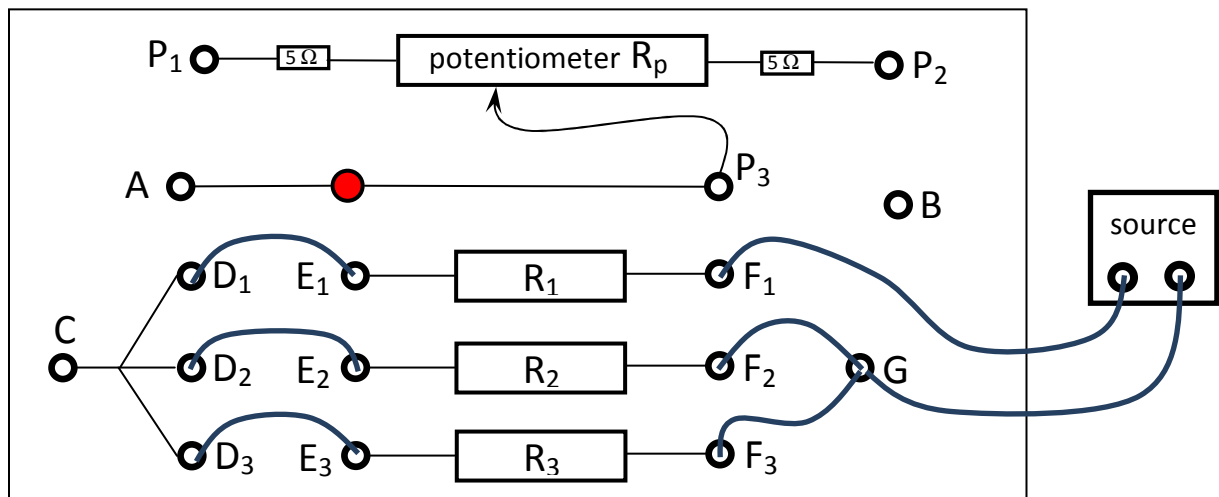 P₁ 5 Ω potentiometer Rₚ 5 Ω P₂
A P₃
B
source
D₁ E₁ R₁ F₁
C
D₂ E₂ R₂ F₂ G
D₃ E₃ R₃ F₃